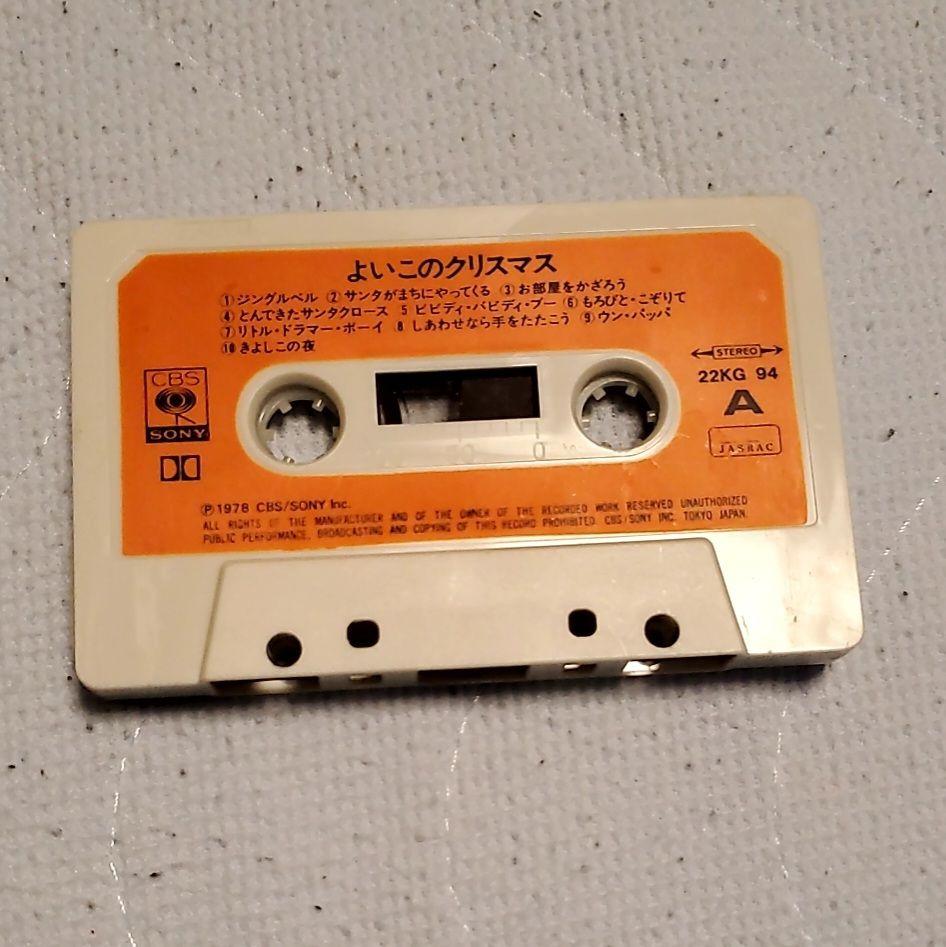 よいこのクリスマス
①ジングルベル ②サンタがまちにやってくる ③お部屋をかざろう
④とんできたサンタクロース 5 ビビディ・バビディ・ブー ⑥もろびと・こぞりて
⑦リトル・ドラマー・ボーイ 8 しあわせなら手をたたこう ⑨ウン・パッパ
⑩きよしこの夜
STEREO
22KG 94
A
JASRAC
CBS
SONY
Ⓟ1978 CBS/SONY Inc.
ALL RIGHTS OF THE MANUFACTURER AND OF THE OWNER OF THE RECORDED WORK RESERVED UNAUTHORIZED
PUBLIC PERFORMANCE, BROADCASTING AND COPYING OF THIS RECORD PROHIBITED. CBS/SONY INC. TOKYO JAPAN.